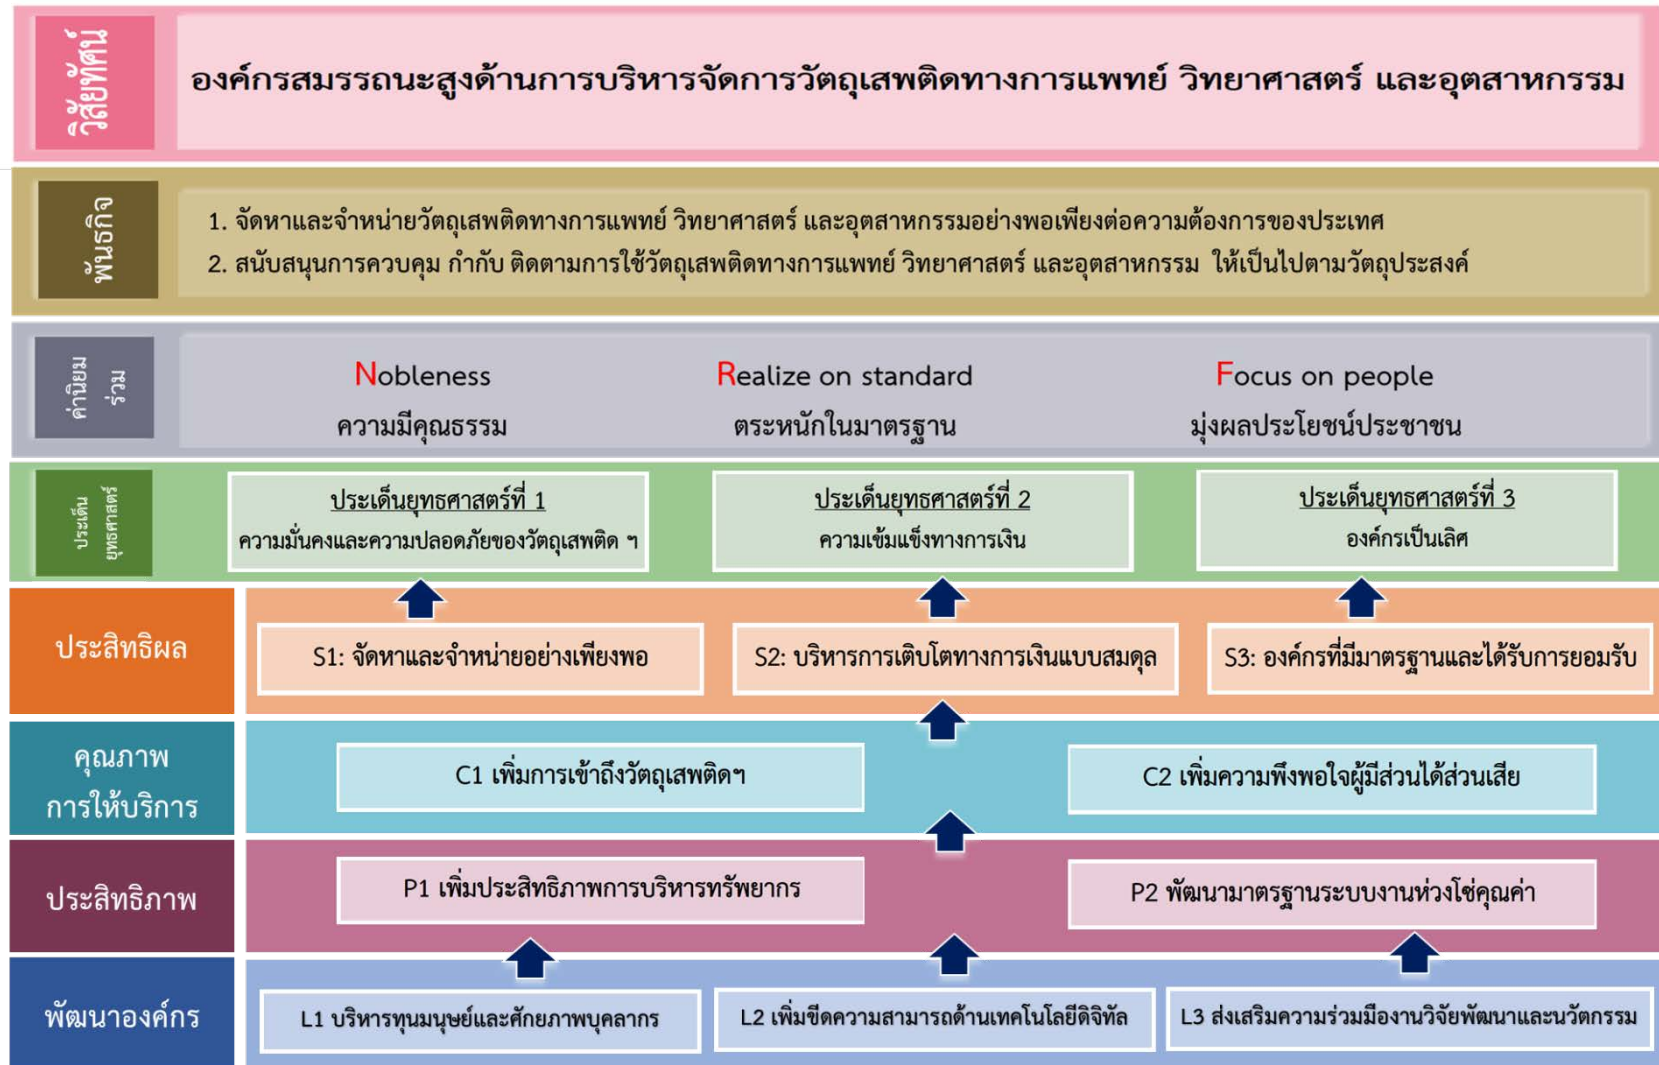 วิสัยทัศน์
องค์กรสมรรถนะสูงด้านการบริหารจัดการวัตถุเสพติดทางการแพทย์ วิทยาศาสตร์ และอุตสาหกรรม
พันธกิจ
1. จัดหาและจำหน่ายวัตถุเสพติดทางการแพทย์ วิทยาศาสตร์ และอุตสาหกรรมอย่างพอเพียงต่อความต้องการของประเทศ
2. สนับสนุนการควบคุม กำกับ ติดตามการใช้วัตถุเสพติดทางการแพทย์ วิทยาศาสตร์ และอุตสาหกรรม ให้เป็นไปตามวัตถุประสงค์
ค่านิยม
ร่วม
Nobleness
ความมีคุณธรรม
Realize on standard
ตระหนักในมาตรฐาน
Focus on people
มุ่งผลประโยชน์ประชาชน
ประเด็น
ยุทธศาสตร์
ประเด็นยุทธศาสตร์ที่ 1
ความมั่นคงและความปลอดภัยของวัตถุเสพติด ฯ
ประเด็นยุทธศาสตร์ที่ 2
ความเข้มแข็งทางการเงิน
ประเด็นยุทธศาสตร์ที่ 3
องค์กรเป็นเลิศ
ประสิทธิผล
S1: จัดหาและจำหน่ายอย่างเพียงพอ
S2: บริหารการเติบโตทางการเงินแบบสมดุล
S3: องค์กรที่มีมาตรฐานและได้รับการยอมรับ
คุณภาพ
การให้บริการ
C1 เพิ่มการเข้าถึงวัตถุเสพติดฯ
C2 เพิ่มความพึงพอใจผู้มีส่วนได้ส่วนเสีย
ประสิทธิภาพ
P1 เพิ่มประสิทธิภาพการบริหารทรัพยากร
P2 พัฒนามาตรฐานระบบงานห่วงโซ่คุณค่า
พัฒนาองค์กร
L1 บริหารทุนมนุษย์และศักยภาพบุคลากร
L2 เพิ่มขีดความสามารถด้านเทคโนโลยีดิจิทัล
L3 ส่งเสริมความร่วมมืองานวิจัยพัฒนาและนวัตกรรม